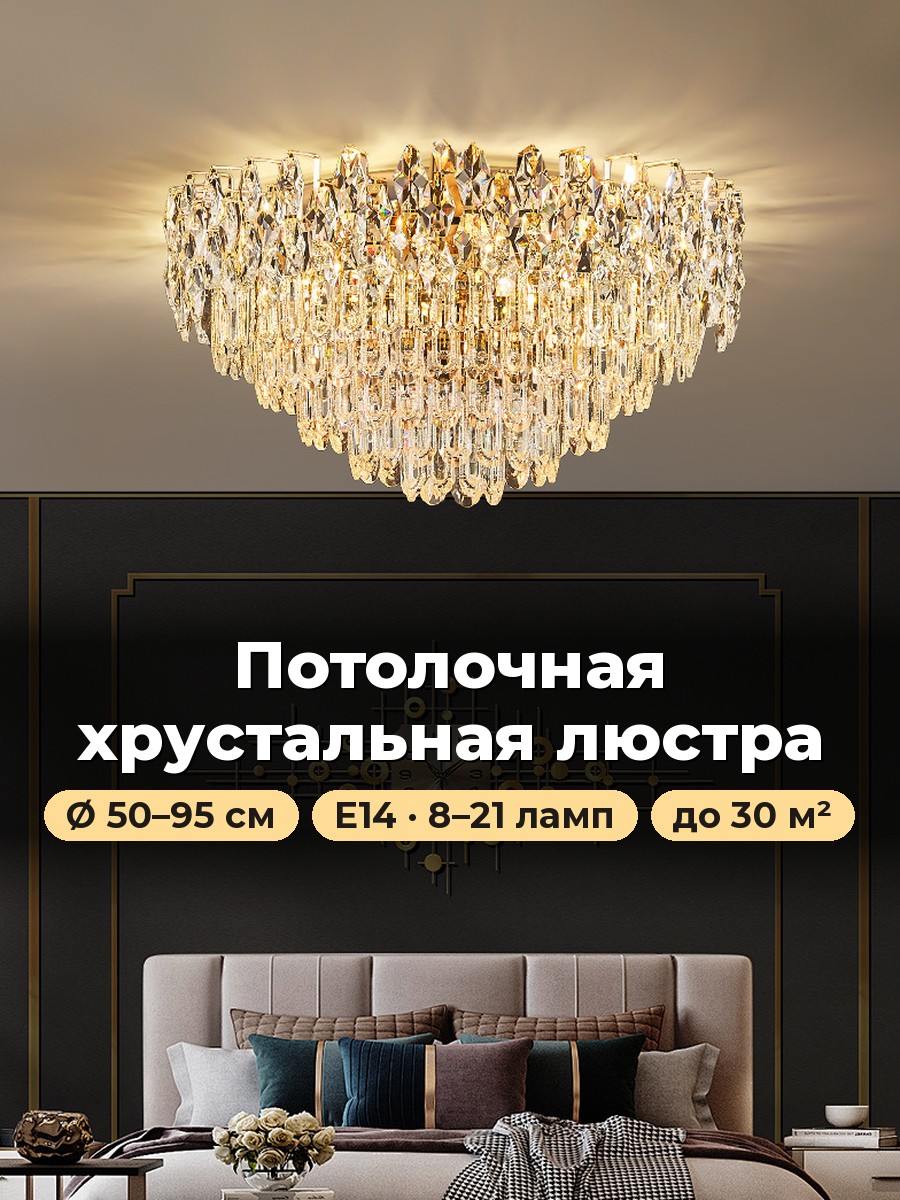 Потолочная
хрустальная люстра
Ø 50–95 см
E14 · 8–21 ламп
до 30 м²